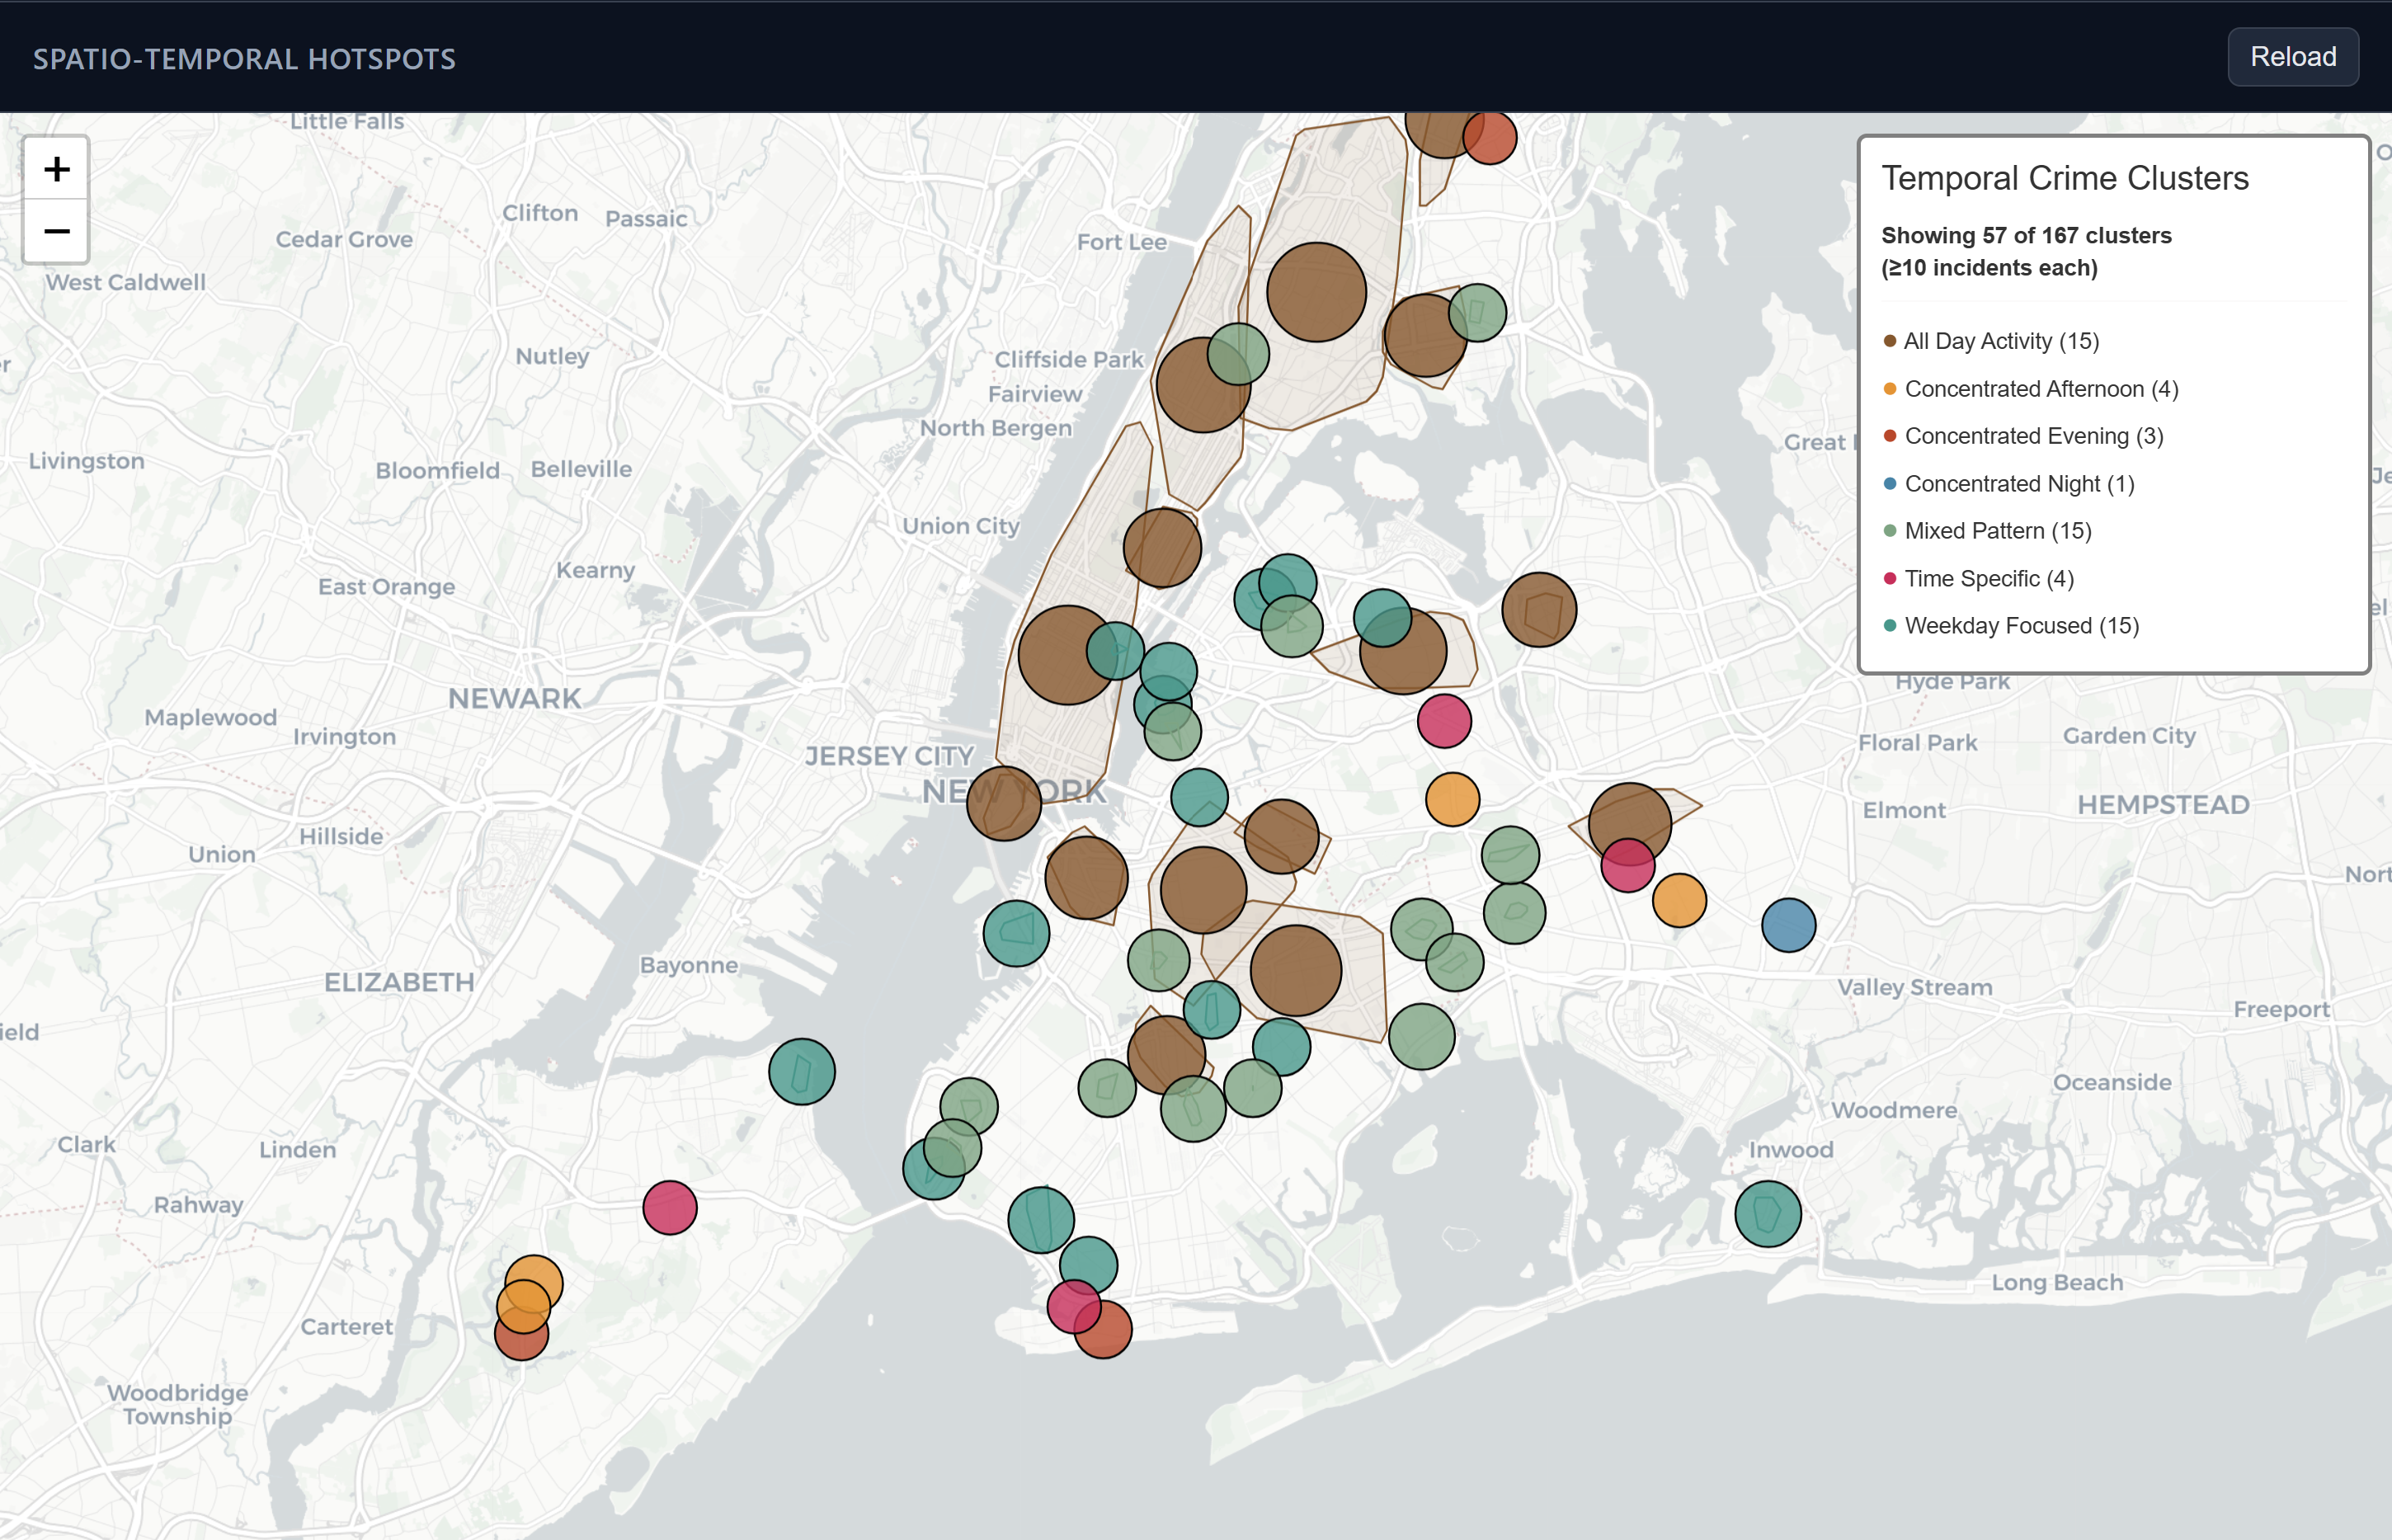 SPATIO-TEMPORAL HOTSPOTS
Reload
+
−
Temporal Crime Clusters
Showing 57 of 167 clusters
(≥10 incidents each)
All Day Activity (15)
Concentrated Afternoon (4)
Concentrated Evening (3)
Concentrated Night (1)
Mixed Pattern (15)
Time Specific (4)
Weekday Focused (15)
Little Falls
Clifton
Passaic
Cedar Grove
Fort Lee
West Caldwell
Nutley
Cliffside Park
Fairview
North Bergen
Great
Livingston
Bloomfield
Belleville
Union City
Kearny
East Orange
NEWARK
Hyde Park
Maplewood
Irvington
JERSEY CITY
Floral Park
Garden City
NEW YORK
Elmont
HEMPSTEAD
Hillside
Union
Bayonne
ELIZABETH
Valley Stream
Freeport
Oceanside
Woodmere
Clark
Linden
Inwood
Rahway
Long Beach
Carteret
Woodbridge
Township